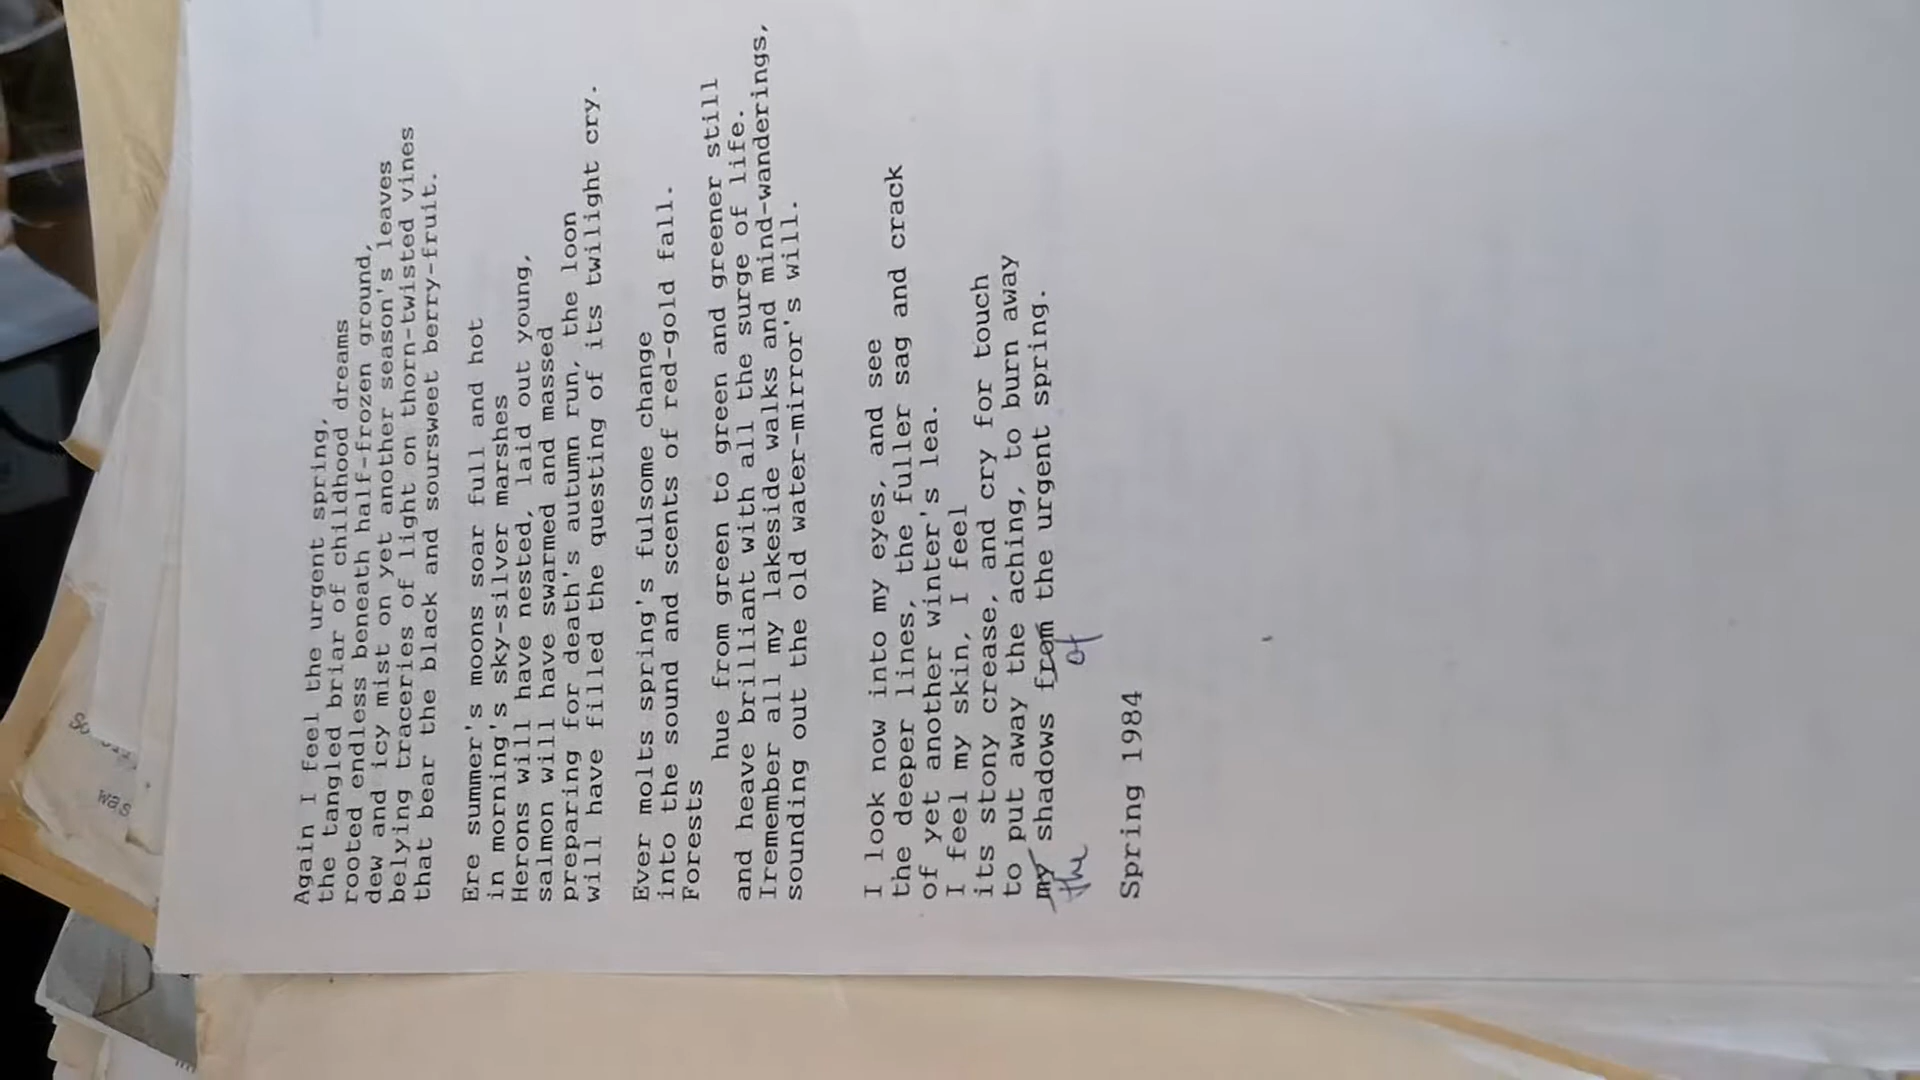 Again I feel the urgent spring,
the tangled briar of childhood dreams
rooted endless beneath half-frozen ground,
dew and icy mist on yet another season's leaves
belying traceries of light on thorn-twisted vines
that bear the black and soursweet berry-fruit.
Ere summer's moons soar full and hot
in morning's sky-silver marshes
Herons will have nested, laid out young,
salmon will have swarmed and massed
preparing for death's autumn run, the loon
will have filled the questing of its twilight cry.
Ever molts spring's fulsome change
into the sound and scents of red-gold fall.
Forests
hue from green to green and greener still
and heave brilliant with all the surge of life.
Iremember all my lakeside walks and mind-wanderings,
sounding out the old water-mirror's will.
I look now into my eyes, and see
the deeper lines, the fuller sag and crack
of yet another winter's lea.
I feel my skin, I feel
its stony crease, and cry for touch
to put away the aching, to burn away
my shadows from the urgent spring.
the of
Spring 1984
was